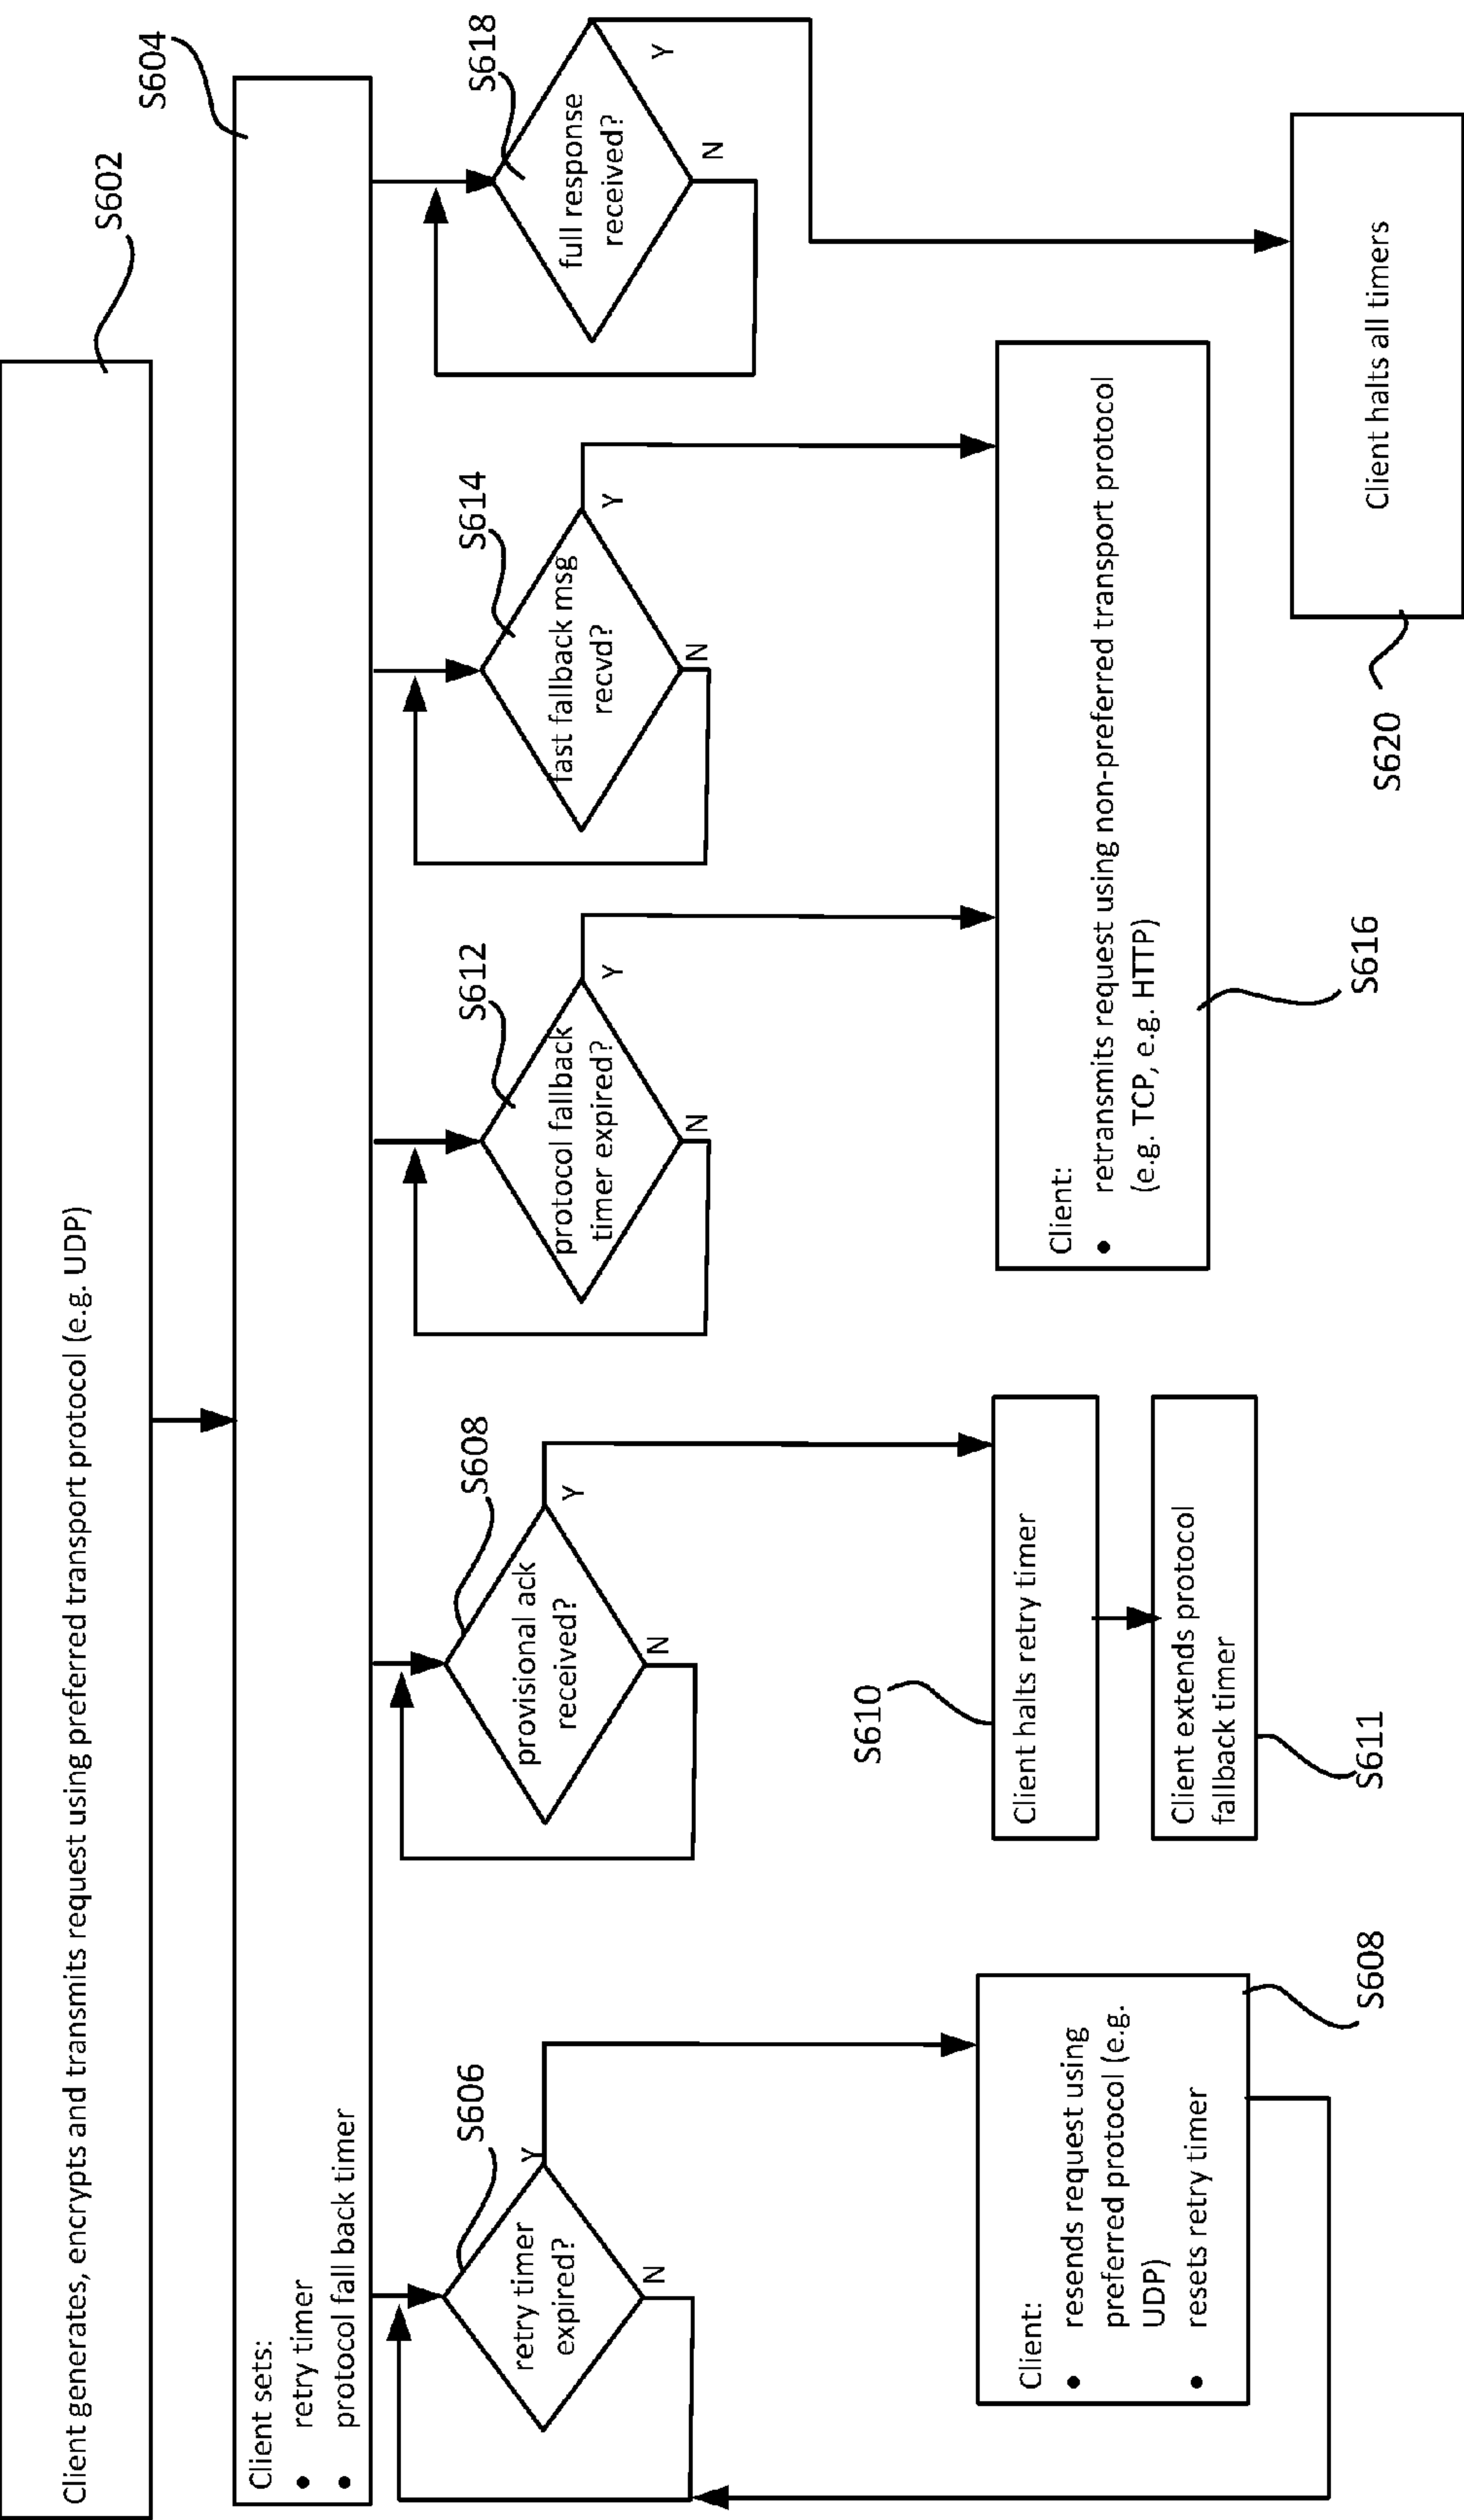 Client generates, encrypts and transmits request using preferred transport protocol (e.g. UDP)
S602
S604
Client sets:
• retry timer
• protocol fall back timer
S606
retry timer
expired?
Y
N
S608
provisional ack
received?
Y
N
S612
protocol fallback
timer expired?
Y
N
S614
fast fallback msg
recvd?
Y
N
S618
full response
received?
Y
N
Client:
• resends request using
preferred protocol (e.g.
UDP)
• resets retry timer
S608
S610
Client halts retry timer
Client extends protocol
fallback timer
S611
Client:
• retransmits request using non-preferred transport protocol
(e.g. TCP, e.g. HTTP)
S616
Client halts all timers
S620